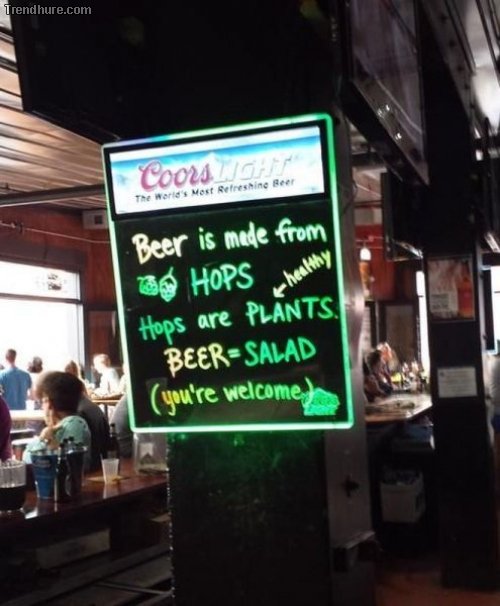 Trendhure.com
Coors LIGHT
The World's Most Refreshing Beer
Beer is made from
HOPS
healthy
Hops are PLANTS.
BEER=SALAD
(you're welcome)